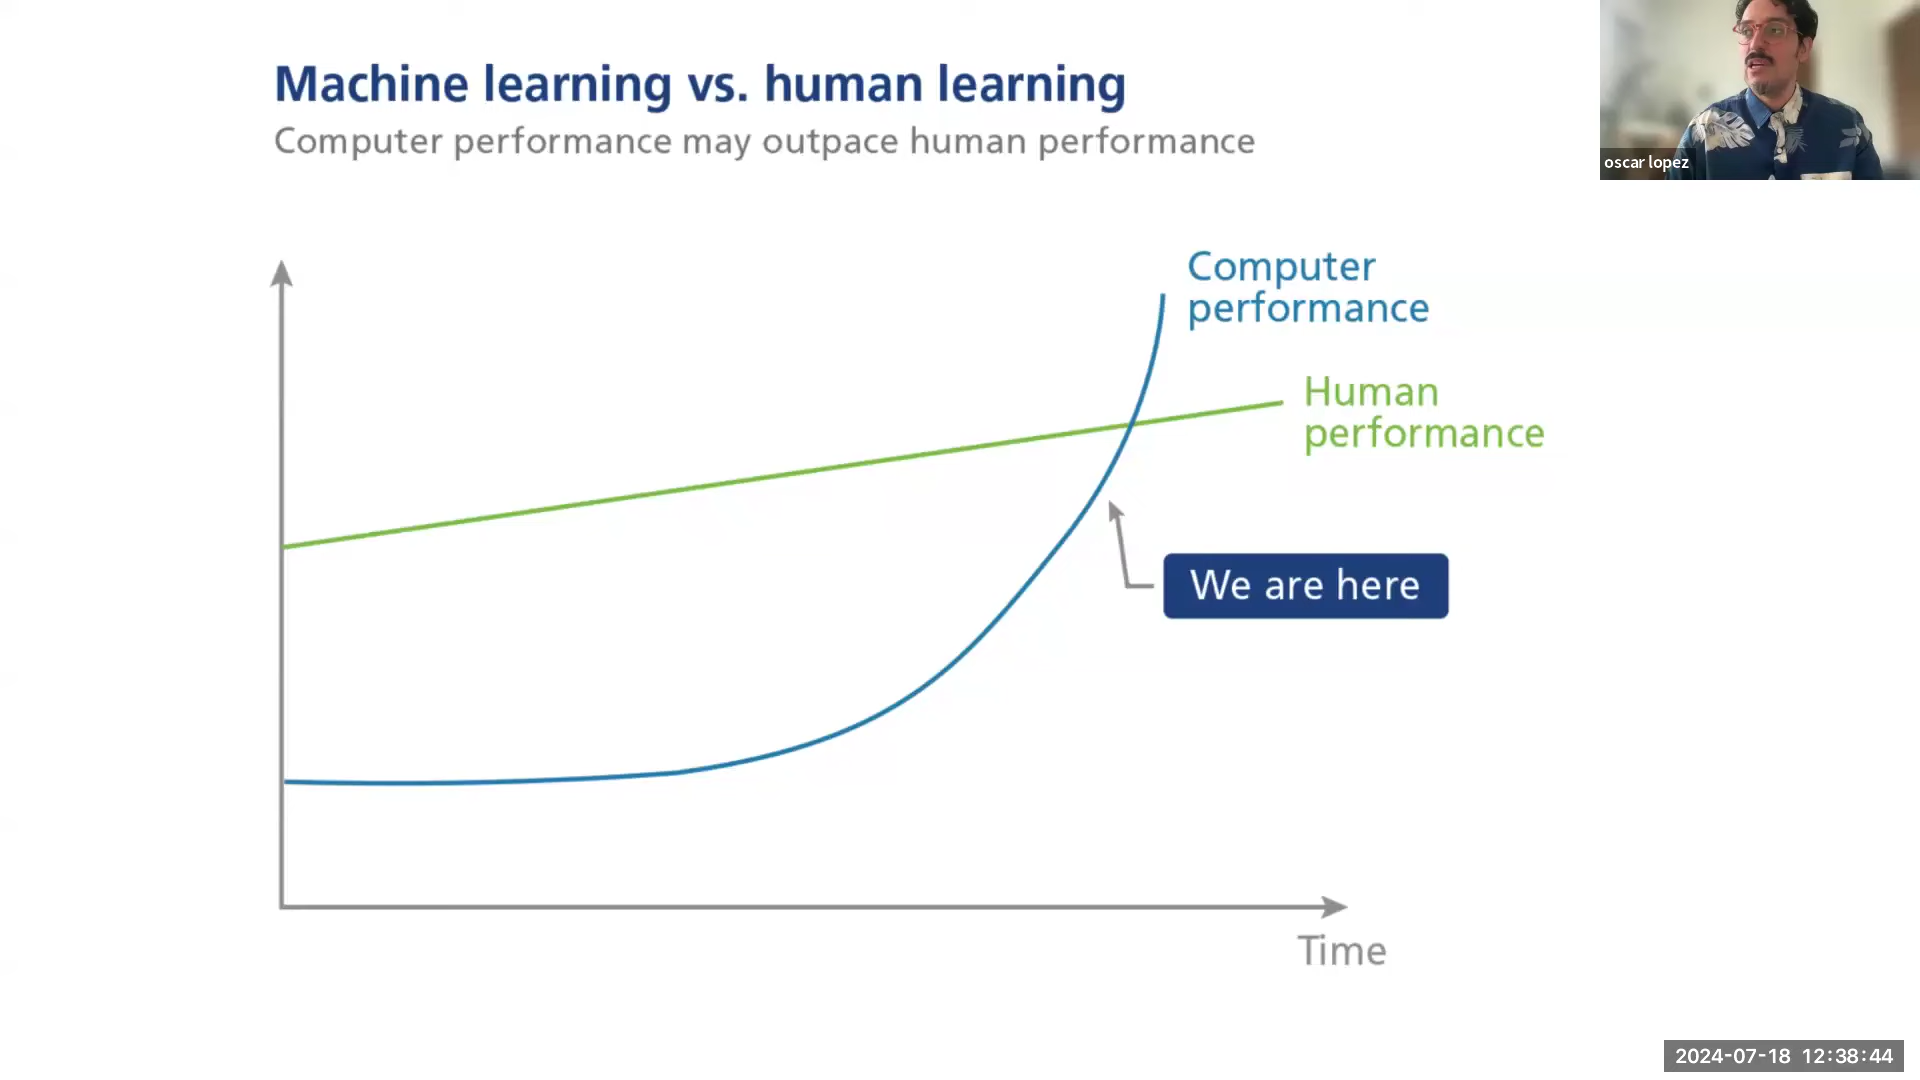 Machine learning vs. human learning
Computer performance may outpace human performance
oscar lopez
Computer
performance
Human
performance
We are here
Time
2024-07-18 12:38:44